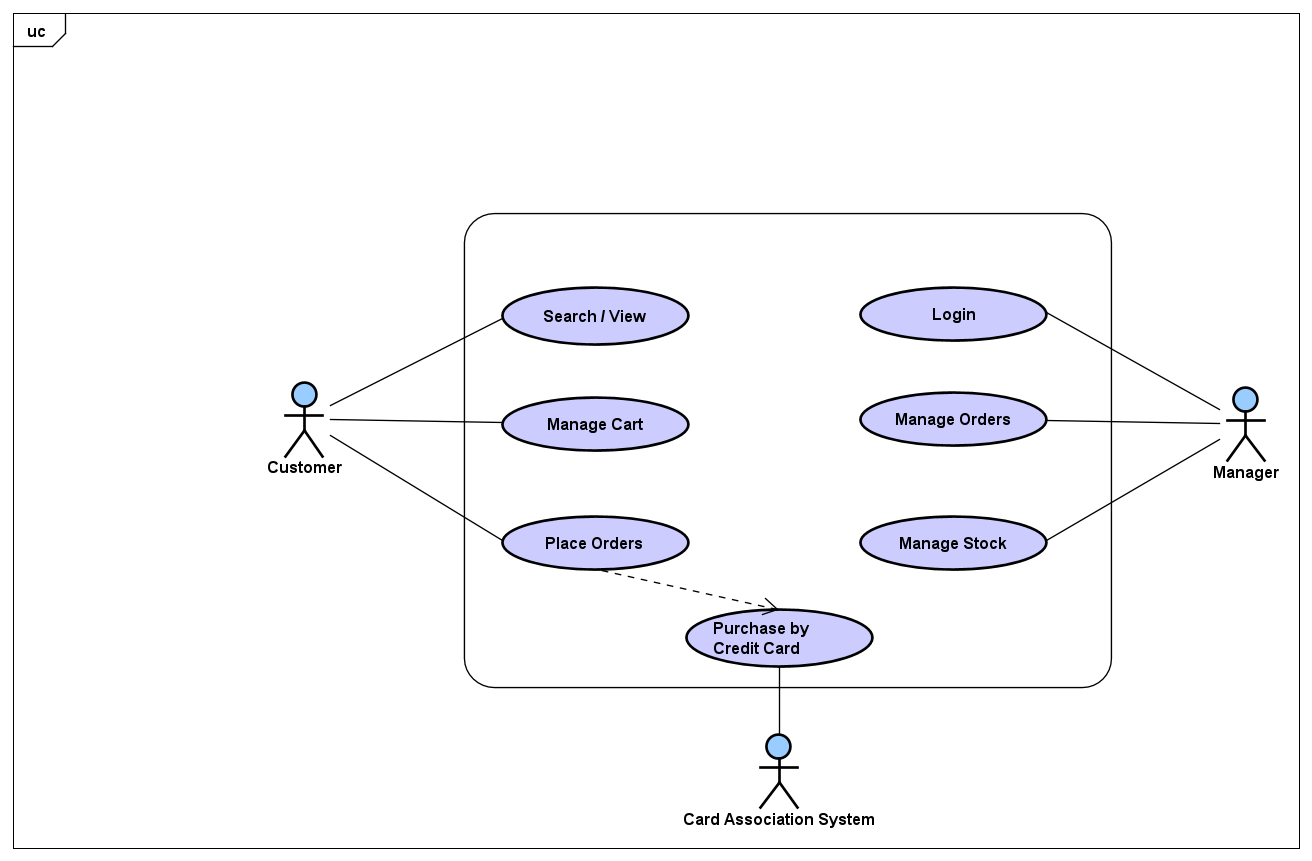 uc
Search / View
Login
Manage Cart
Manage Orders
Customer
Manager
Place Orders
Manage Stock
Purchase by
Credit Card
Card Association System